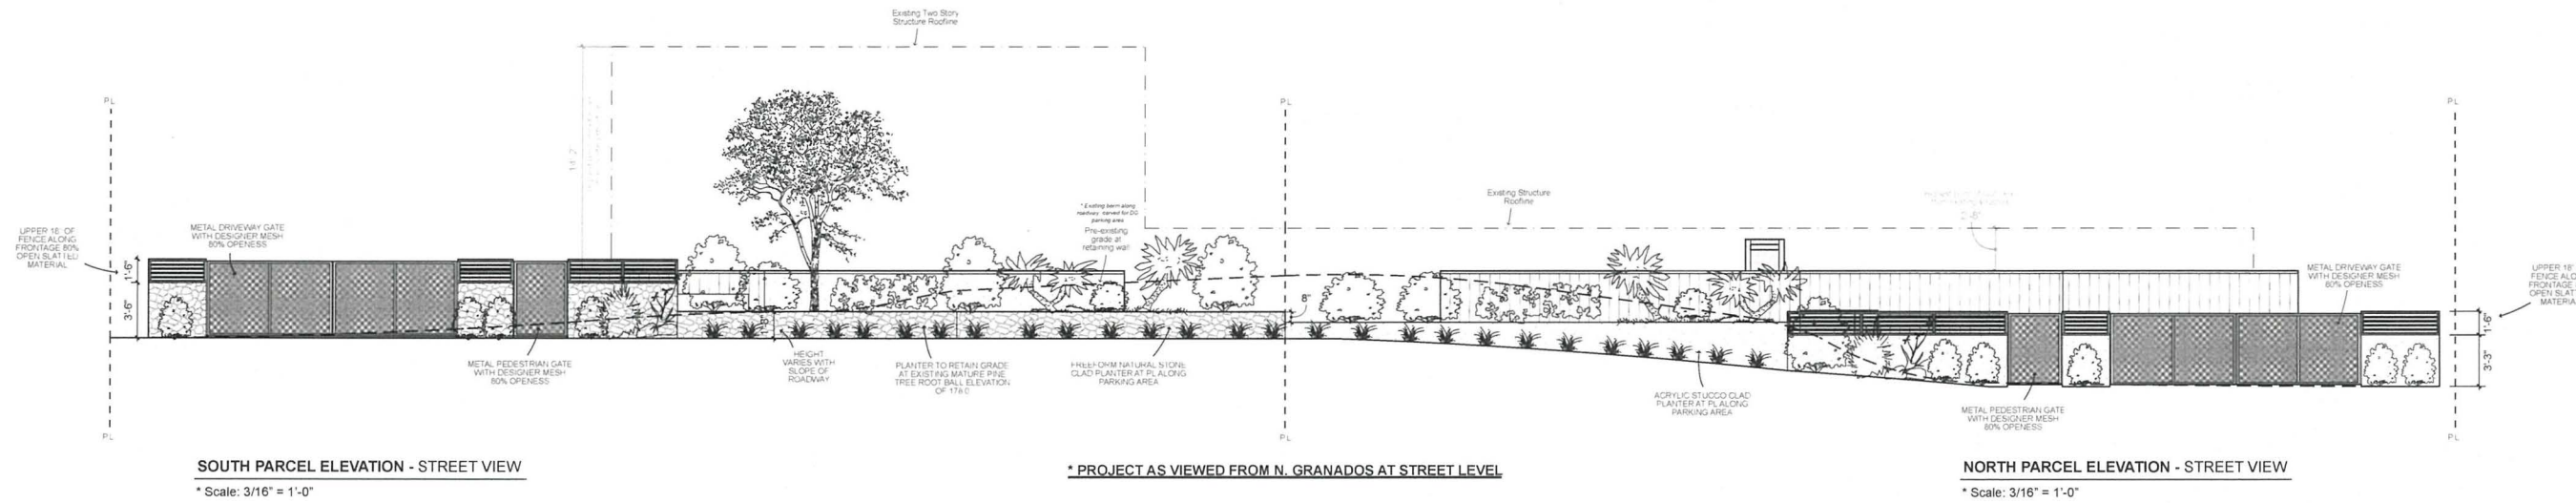 Existing Two Story
Structure Roofline
PL
PL
PL
14'-2"
Existing Structure
Roofline
2'-6"
* Existing berm along
roadway carved for DG
parking area
Pre-existing
grade at
retaining wall
UPPER 18" OF
FENCE ALONG
FRONTAGE 80%
OPEN SLATTED
MATERIAL
METAL DRIVEWAY GATE
WITH DESIGNER MESH
80% OPENESS
METAL DRIVEWAY GATE
WITH DESIGNER MESH
80% OPENESS
UPPER 18"
FENCE ALO
FRONTAGE
OPEN SLAT
MATERIA
1'-6"
3'-6"
8"
1'-6"
3'-3"
METAL PEDESTRIAN GATE
WITH DESIGNER MESH
80% OPENESS
HEIGHT
VARIES WITH
SLOPE OF
ROADWAY
PLANTER TO RETAIN GRADE
AT EXISTING MATURE PINE
TREE ROOT BALL ELEVATION
OF
FREEFORM NATURAL STONE
CLAD PLANTER AT PL ALONG
PARKING AREA
ACRYLIC STUCCO CLAD
PLANTER AT PL ALONG
PARKING AREA
METAL PEDESTRIAN GATE
WITH DESIGNER MESH
80% OPENESS
PL
PL
PL
SOUTH PARCEL ELEVATION - STREET VIEW
* Scale: 3/16" = 1'-0"
* PROJECT AS VIEWED FROM N. GRANADOS AT STREET LEVEL
NORTH PARCEL ELEVATION - STREET VIEW
* Scale: 3/16" = 1'-0"